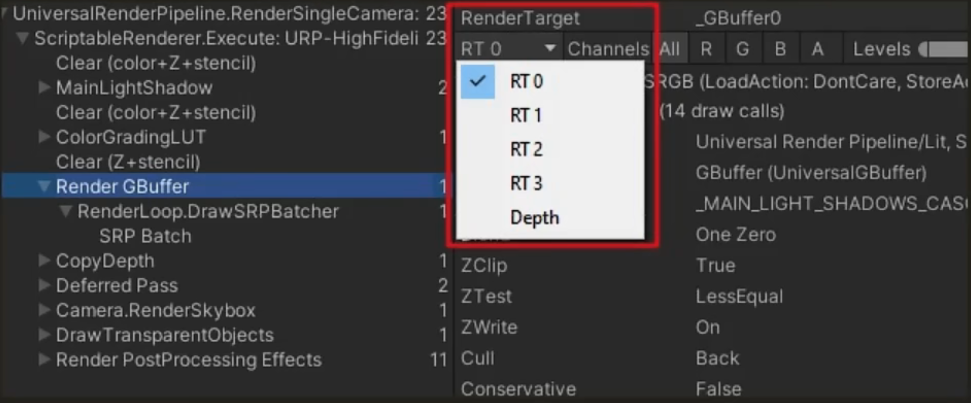 UniversalRenderPipeline.RenderSingleCamera: 23
ScriptableRenderer.Execute: URP-HighFideli 23
Clear (color+Z+stencil)
MainLightShadow 2
Clear (color+Z+stencil)
ColorGradingLUT 1
Clear (Z+stencil)
Render GBuffer 1
RenderLoop.DrawSRPBatcher 1
SRP Batch
CopyDepth 1
Deferred Pass 2
Camera.RenderSkybox 1
DrawTransparentObjects 1
Render PostProcessing Effects 11
RenderTarget _GBuffer0
RT 0 Channels All R G B A Levels
RT 0
SRGB (LoadAction: DontCare, StoreA
RT 1
(14 draw calls)
RT 2
Universal Render Pipeline/Lit, S
GBuffer (UniversalGBuffer)
RT 3
_MAIN_LIGHT_SHADOWS_CASC
Depth
One Zero
ZClip True
ZTest LessEqual
ZWrite On
Cull Back
Conservative False